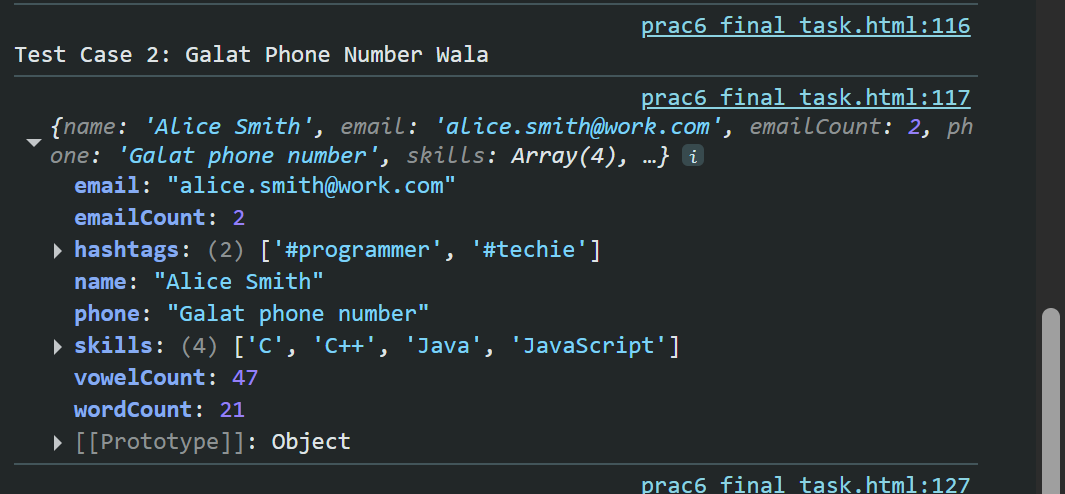 prac6 final task.html:116
Test Case 2: Galat Phone Number Wala
prac6 final task.html:117
{name: 'Alice Smith', email: 'alice.smith@work.com', emailCount: 2, ph
one: 'Galat phone number', skills: Array(4), …} i
email: "alice.smith@work.com"
emailCount: 2
hashtags: (2) ['#programmer', '#techie']
name: "Alice Smith"
phone: "Galat phone number"
skills: (4) ['C', 'C++', 'Java', 'JavaScript']
vowelCount: 47
wordCount: 21
[[Prototype]]: Object
prac6 final task.html:127